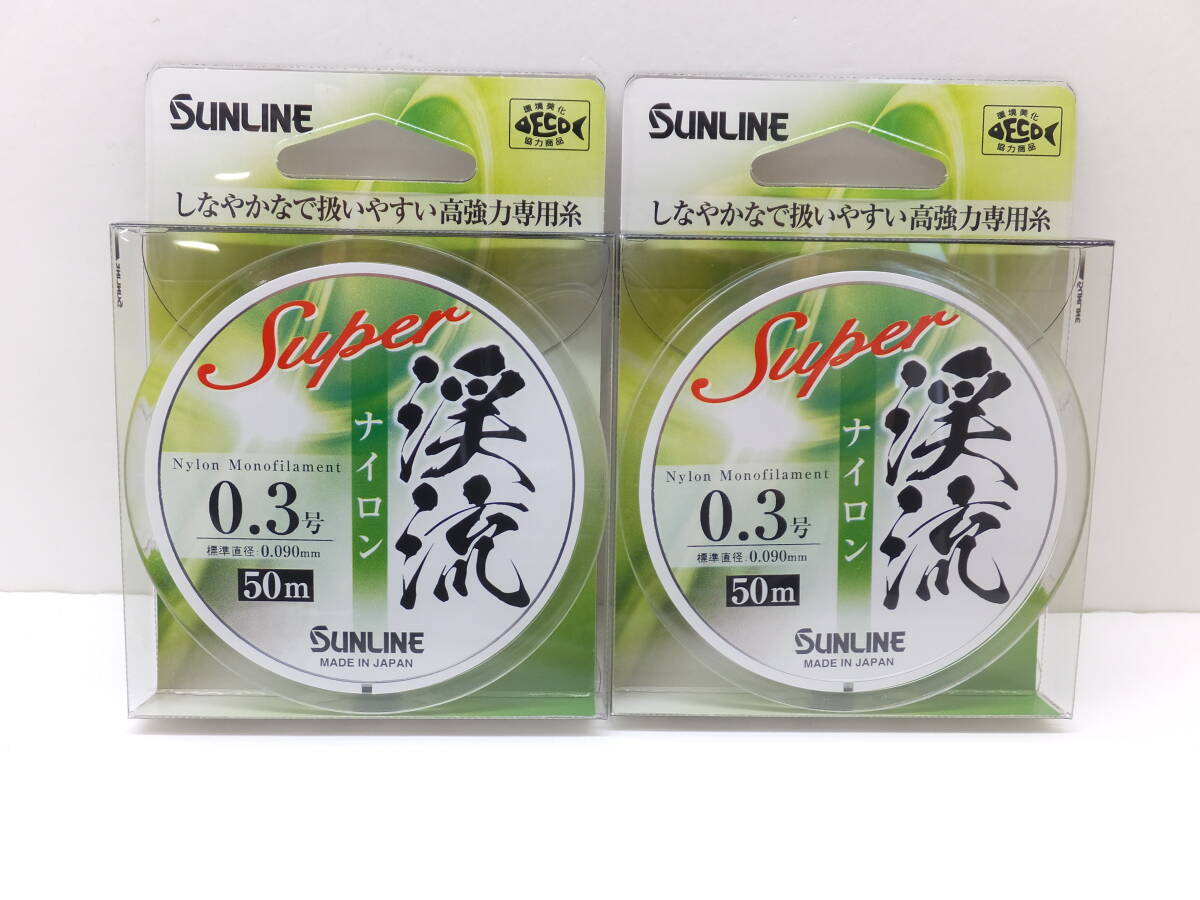 SUNLINE
環境美化
ECO
協力商品
しなやかなで扱いやすい高強力専用糸
Super
渓流
ナイロン
Nylon Monofilament
0.3号
標準直径:0.090mm
50m
SUNLINE
MADE IN JAPAN
SUNLINE
SUNLINE
環境美化
ECO
協力商品
しなやかなで扱いやすい高強力専用糸
Super
渓流
ナイロン
Nylon Monofilament
0.3号
標準直径:0.090mm
50m
SUNLINE
MADE IN JAPAN
SUNLINE